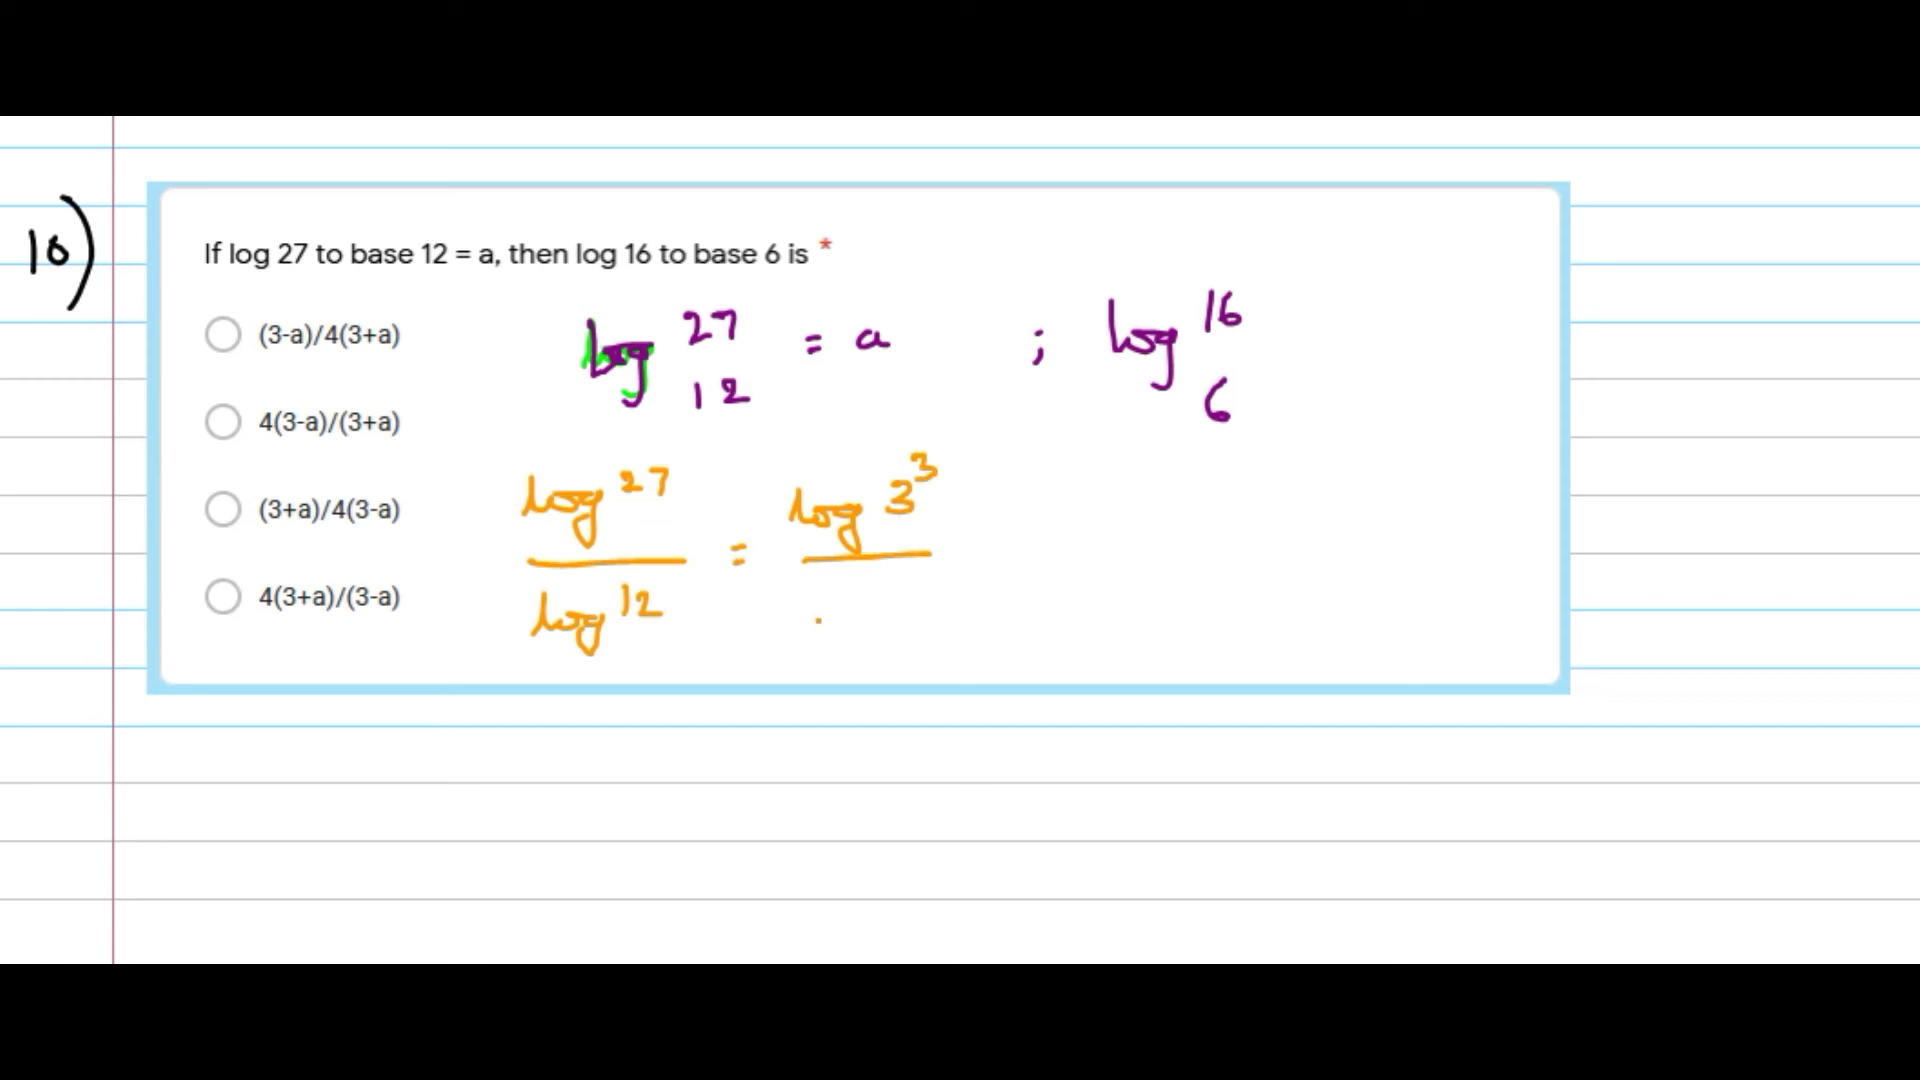 10)
If log 27 to base 12 = a, then log 16 to base 6 is *
(3-a)/4(3+a)
4(3-a)/(3+a)
(3+a)/4(3-a)
4(3+a)/(3-a)
log 27 12 = a ; log 16 6
log 27 / log 12 = log 3³